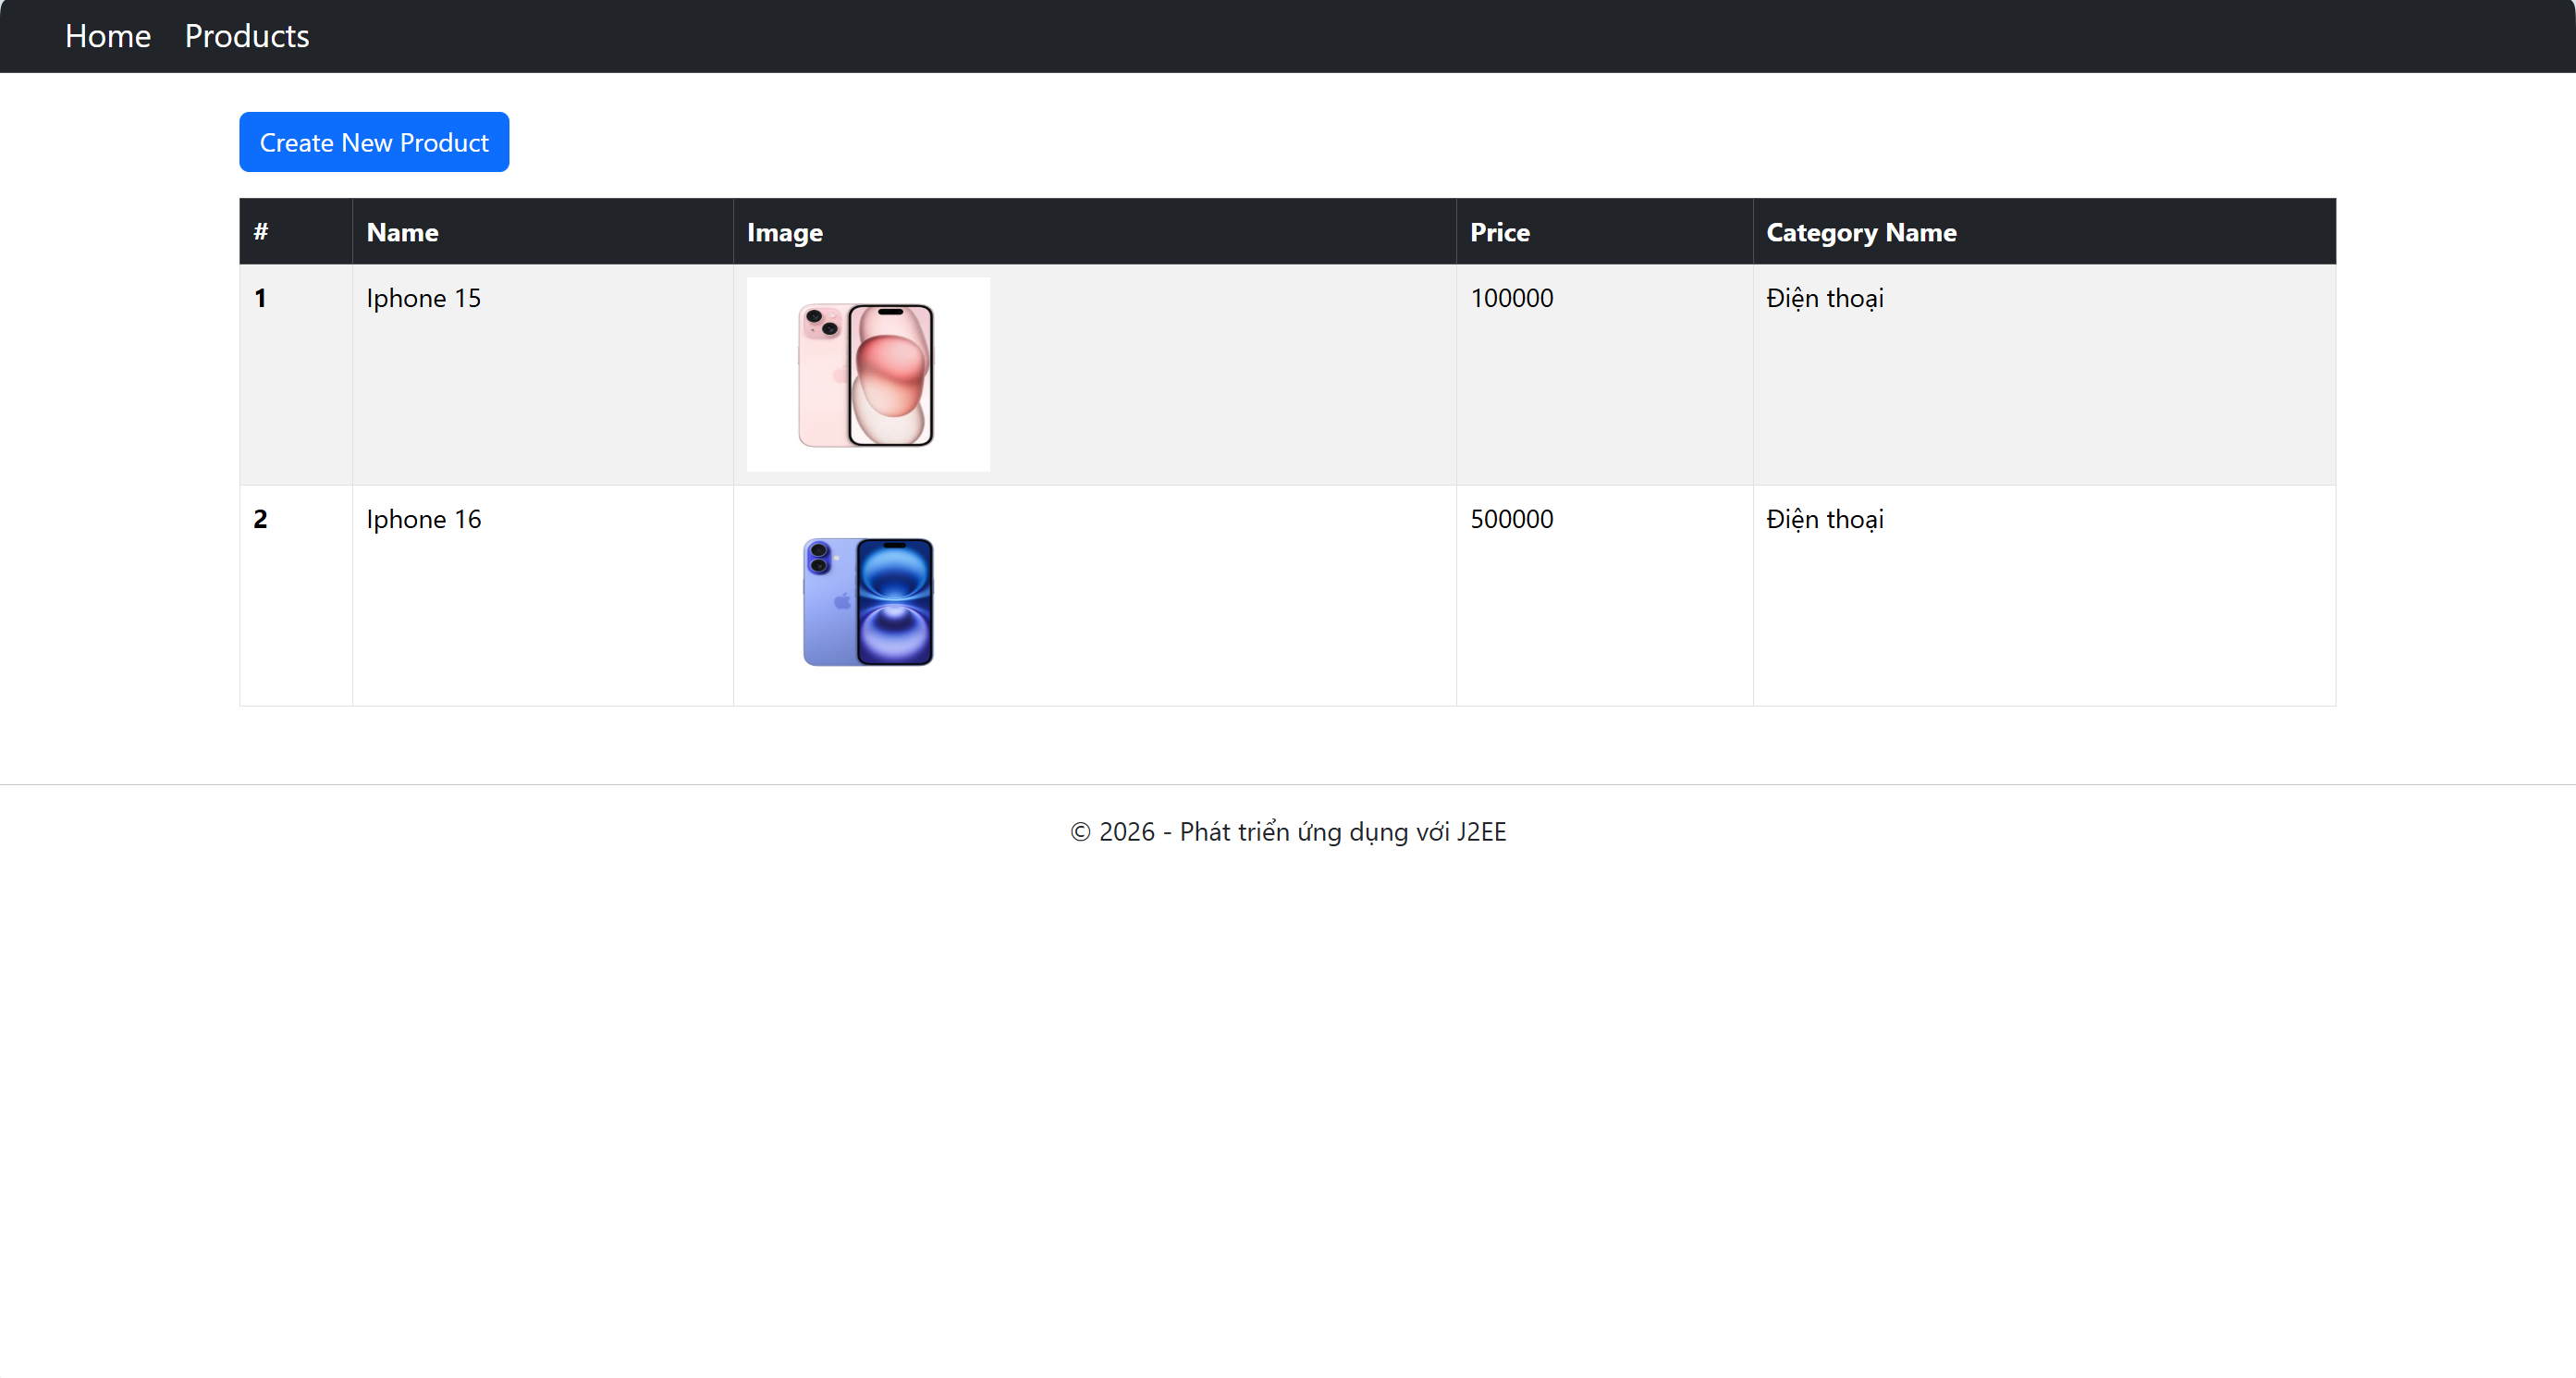 Home Products
Create New Product
# Name Image Price Category Name
1 Iphone 15 100000 Điện thoại
2 Iphone 16 500000 Điện thoại
© 2026 - Phát triển ứng dụng với J2EE